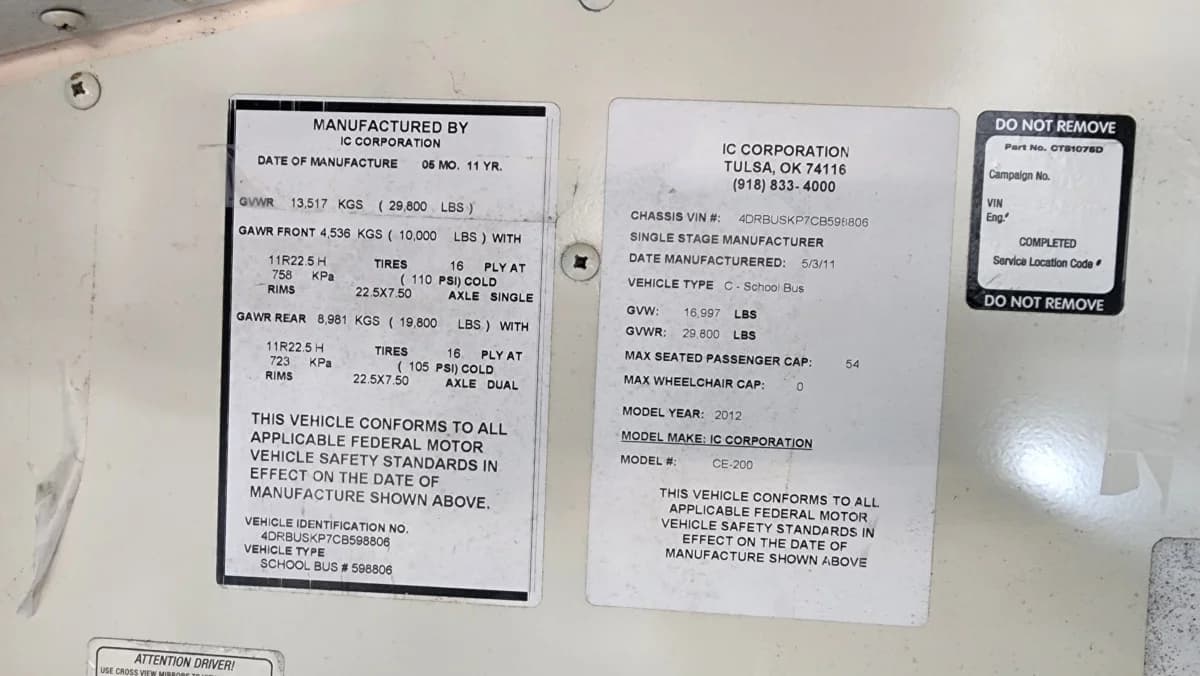 MANUFACTURED BY
IC CORPORATION
DATE OF MANUFACTURE 05 MO. 11 YR.
GVWR 13,517 KGS ( 29,800 LBS )
GAWR FRONT 4,536 KGS ( 10,000 LBS ) WITH
11R22.5 H TIRES 16 PLY AT
758 KPa ( 110 PSI) COLD
RIMS 22.5X7.50 AXLE SINGLE
GAWR REAR 8,981 KGS ( 19,800 LBS ) WITH
11R22.5 H TIRES 16 PLY AT
723 KPa ( 105 PSI) COLD
RIMS 22.5X7.50 AXLE DUAL
THIS VEHICLE CONFORMS TO ALL
APPLICABLE FEDERAL MOTOR
VEHICLE SAFETY STANDARDS IN
EFFECT ON THE DATE OF
MANUFACTURE SHOWN ABOVE.
VEHICLE IDENTIFICATION NO.
4DRBUSKP7CB598806
VEHICLE TYPE
SCHOOL BUS # 598806
IC CORPORATION
TULSA, OK 74116
(918) 833- 4000
CHASSIS VIN #: 4DRBUSKP7CB598806
SINGLE STAGE MANUFACTURER
DATE MANUFACTURERED: 5/3/11
VEHICLE TYPE C - School Bus
GVW: 16,997 LBS
GVWR: 29,800 LBS
MAX SEATED PASSENGER CAP: 54
MAX WHEELCHAIR CAP: 0
MODEL YEAR: 2012
MODEL MAKE: IC CORPORATION
MODEL #: CE-200
THIS VEHICLE CONFORMS TO ALL
APPLICABLE FEDERAL MOTOR
VEHICLE SAFETY STANDARDS IN
EFFECT ON THE DATE OF
MANUFACTURE SHOWN ABOVE
DO NOT REMOVE
Part No. CTS1075D
Campaign No.
VIN
Eng.#
COMPLETED
Service Location Code #
DO NOT REMOVE
ATTENTION DRIVER!
USE CROSS VIEW